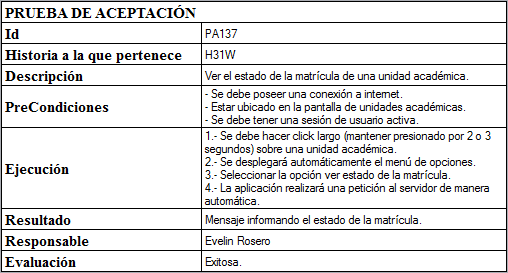 PRUEBA DE ACEPTACIÓN
Id PA137
Historia a la que pertenece H31W
Descripción Ver el estado de la matrícula de una unidad académica.
PreCondiciones
- Se debe poseer una conexión a internet.
- Estar ubicado en la pantalla de unidades académicas.
- Se debe tener una sesión de usuario activa.
Ejecución
1.- Se debe hacer click largo (mantener presionado por 2 o 3
segundos) sobre una unidad académica.
2.- Se desplegará automáticamente el menú de opciones.
3.- Seleccionar la opción ver estado de la matrícula.
4.- La aplicación realizará una petición al servidor de manera
automática.
Resultado Mensaje informando el estado de la matrícula.
Responsable Evelin Rosero
Evaluación Exitosa.